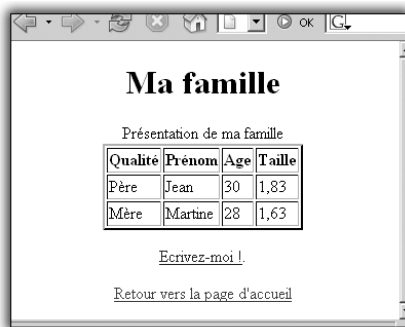 OK G
Ma famille
Présentation de ma famille
Qualité Prénom Age Taille
Père Jean 30 1,83
Mère Martine 28 1,63
Ecrivez-moi !.
Retour vers la page d'accueil